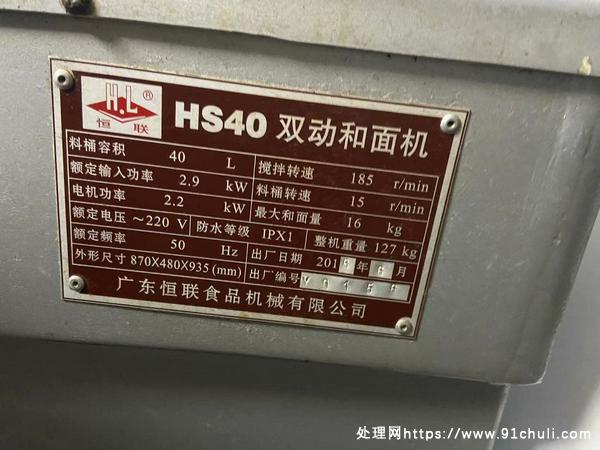 H.L ®
恒联
HS40 双动和面机
料桶容积 40 L 搅拌转速 185 r/min
额定输入功率 2.9 kW 料桶转速 15 r/min
电机功率 2.2 kW 最大和面量 16 kg
额定电压 ～220 V 防水等级 IPX1 整机重量 127 kg
额定频率 50 Hz 出厂日期 201 年 月
外形尺寸 870X480X935 (mm) 出厂编号
广东恒联食品机械有限公司
处理网https://www.91chuli.com/